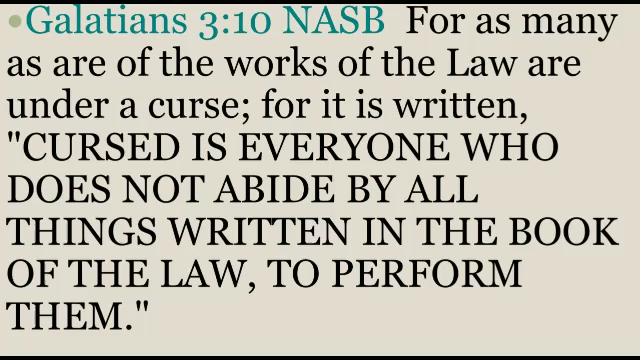 •Galatians 3:10 NASB  For as many
as are of the works of the Law are
under a curse; for it is written,
"CURSED IS EVERYONE WHO
DOES NOT ABIDE BY ALL
THINGS WRITTEN IN THE BOOK
OF THE LAW, TO PERFORM
THEM."